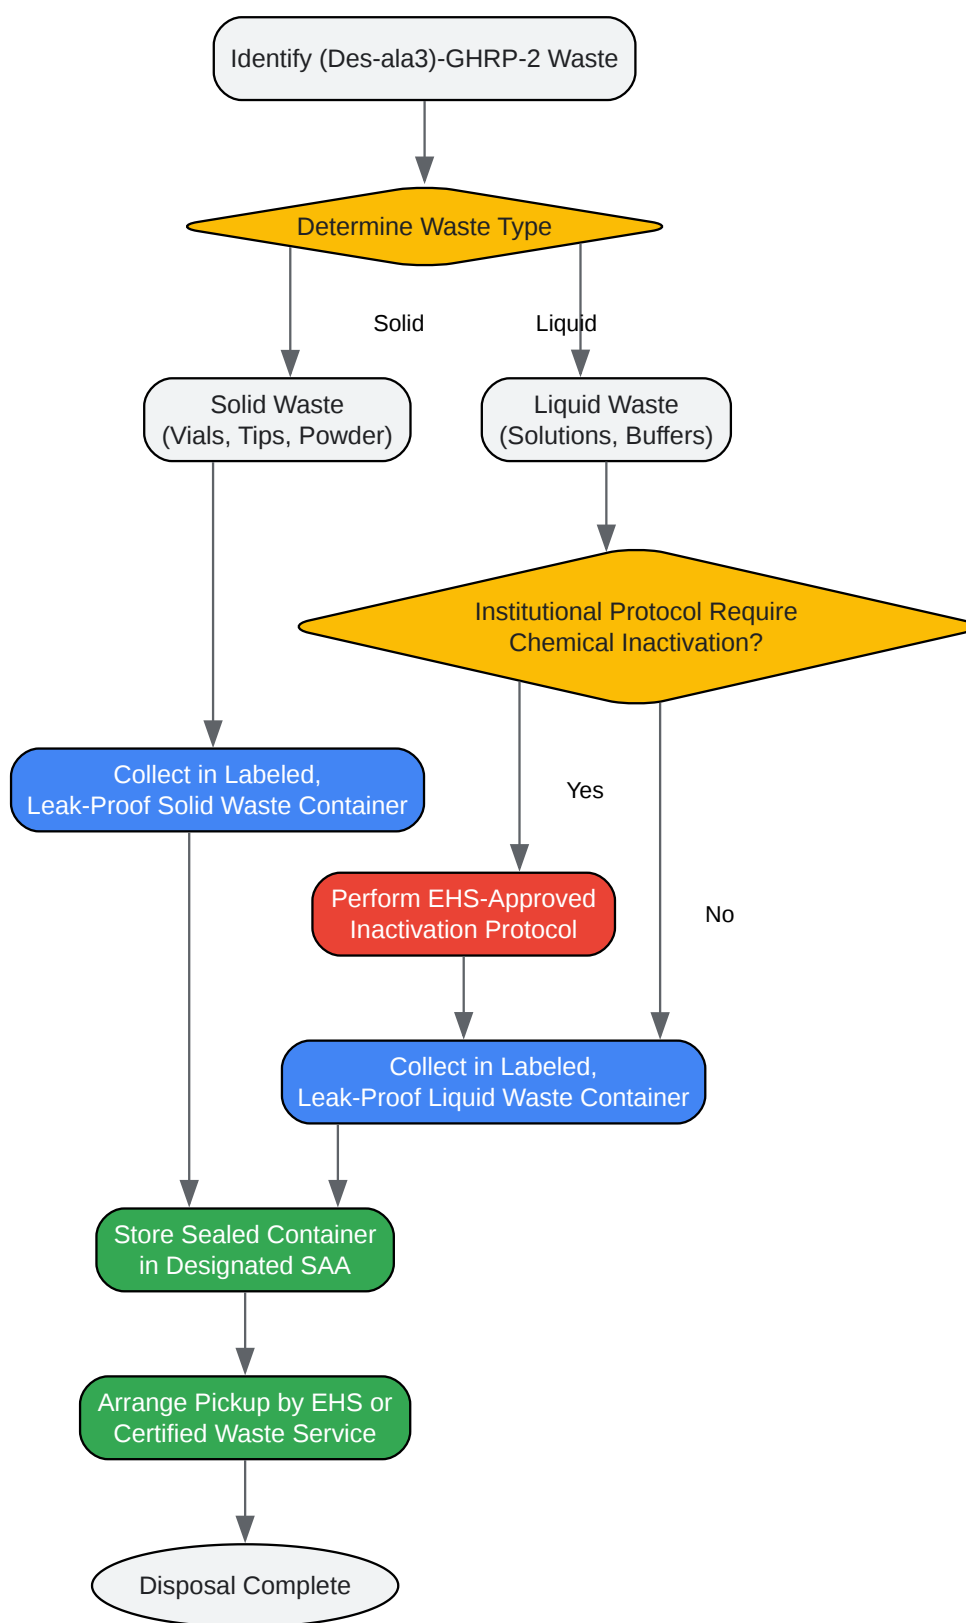 Identify (Des-ala3)-GHRP-2 Waste
Determine Waste Type
Solid
Liquid
Solid Waste
(Vials, Tips, Powder)
Liquid Waste
(Solutions, Buffers)
Institutional Protocol Require
Chemical Inactivation?
Collect in Labeled,
Leak-Proof Solid Waste Container
Yes
Perform EHS-Approved
Inactivation Protocol
No
Collect in Labeled,
Leak-Proof Liquid Waste Container
Store Sealed Container
in Designated SAA
Arrange Pickup by EHS or
Certified Waste Service
Disposal Complete